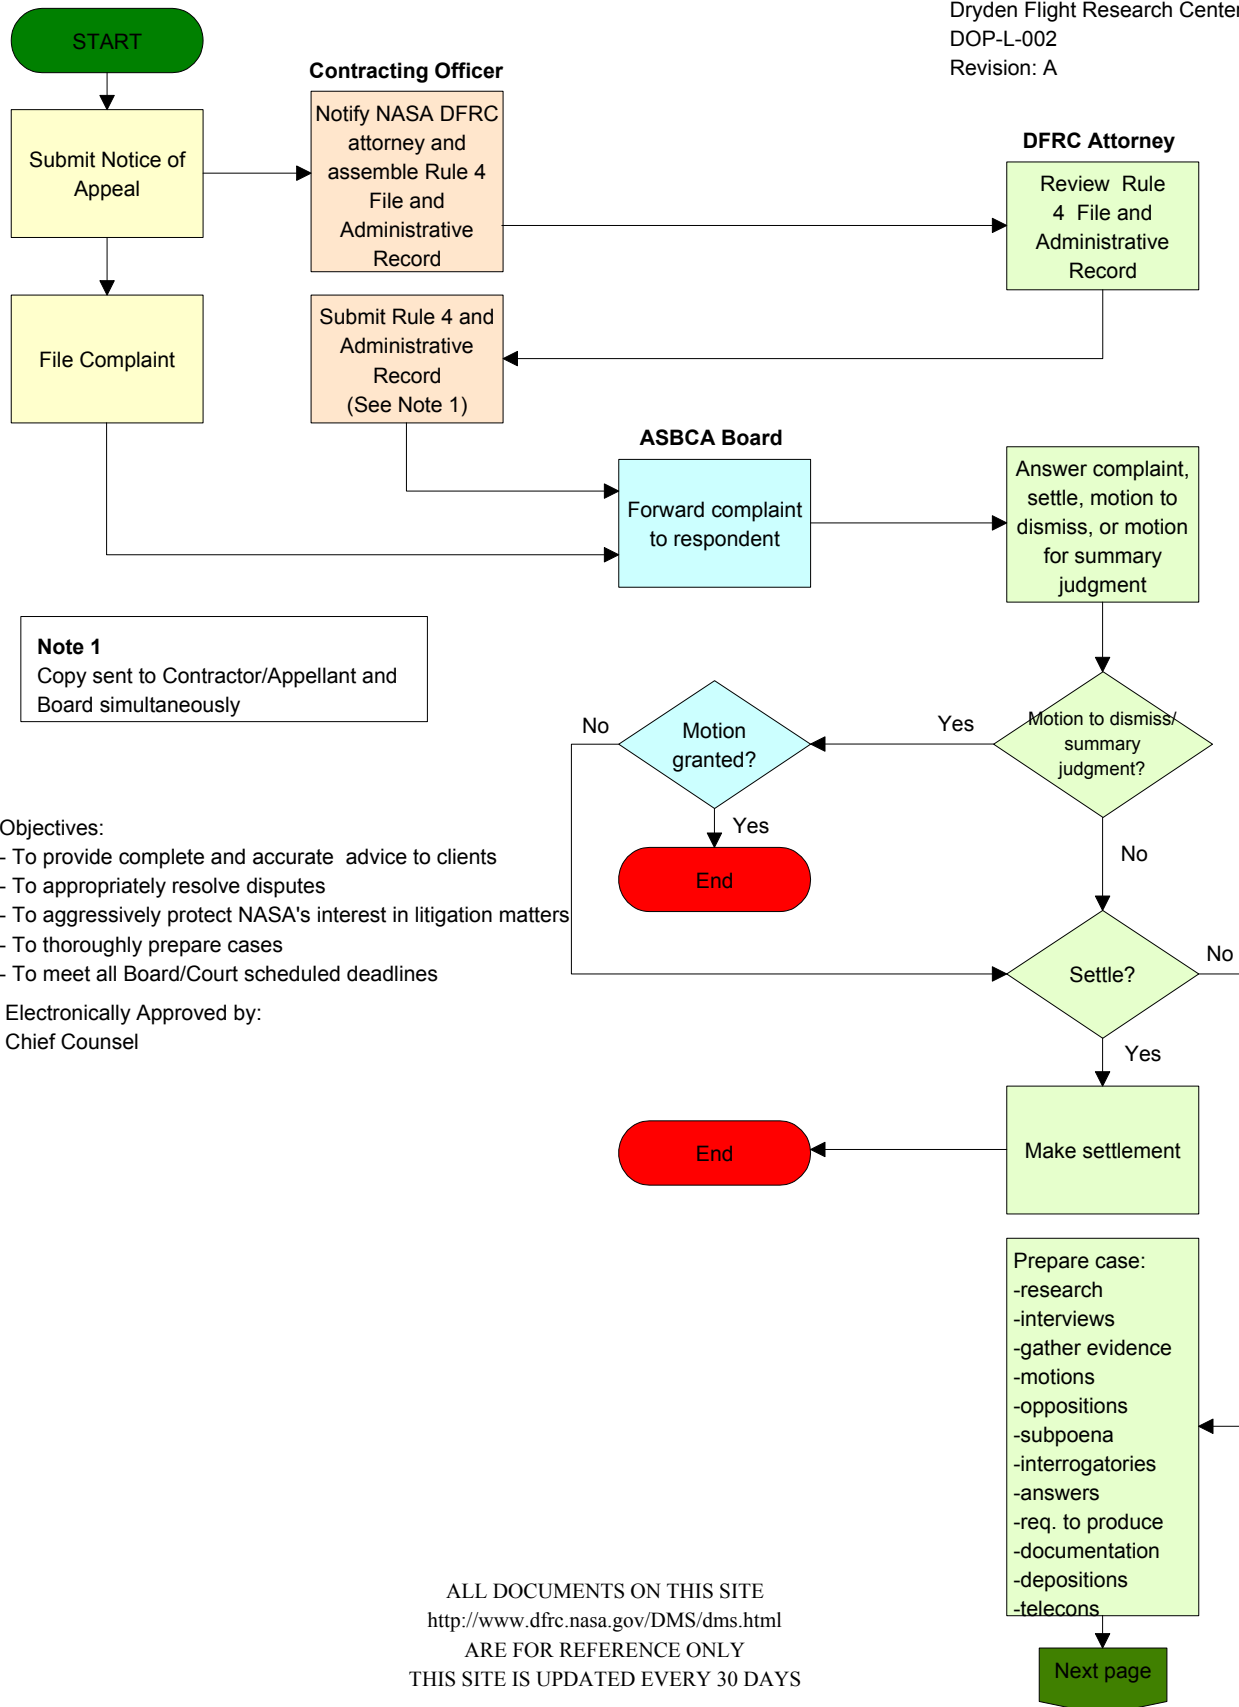 Dryden Flight Research Center
DOP-L-002
Revision: A
START
Contracting Officer
Notify NASA DFRC
attorney and
assemble Rule 4
File and
Administrative
Record
DFRC Attorney
Submit Notice of
Appeal
Review Rule
4 File and
Administrative
Record
File Complaint
Submit Rule 4 and
Administrative
Record
(See Note 1)
ASBCA Board
Forward complaint
to respondent
Answer complaint,
settle, motion to
dismiss, or motion
for summary
judgment
Note 1
Copy sent to Contractor/Appellant and
Board simultaneously
No
Motion
granted?
Yes
Motion to dismiss/
summary
judgment?
Yes
End
No
Objectives:
- To provide complete and accurate advice to clients
- To appropriately resolve disputes
- To aggressively protect NASA's interest in litigation matters
- To thoroughly prepare cases
- To meet all Board/Court scheduled deadlines
Electronically Approved by:
Chief Counsel
Settle?
No
Yes
Make settlement
End
Prepare case:
-research
-interviews
-gather evidence
-motions
-oppositions
-subpoena
-interrogatories
-answers
-req. to produce
-documentation
-depositions
-telecons
Next page
ALL DOCUMENTS ON THIS SITE
http://www.dfrc.nasa.gov/DMS/dms.html
ARE FOR REFERENCE ONLY
THIS SITE IS UPDATED EVERY 30 DAYS